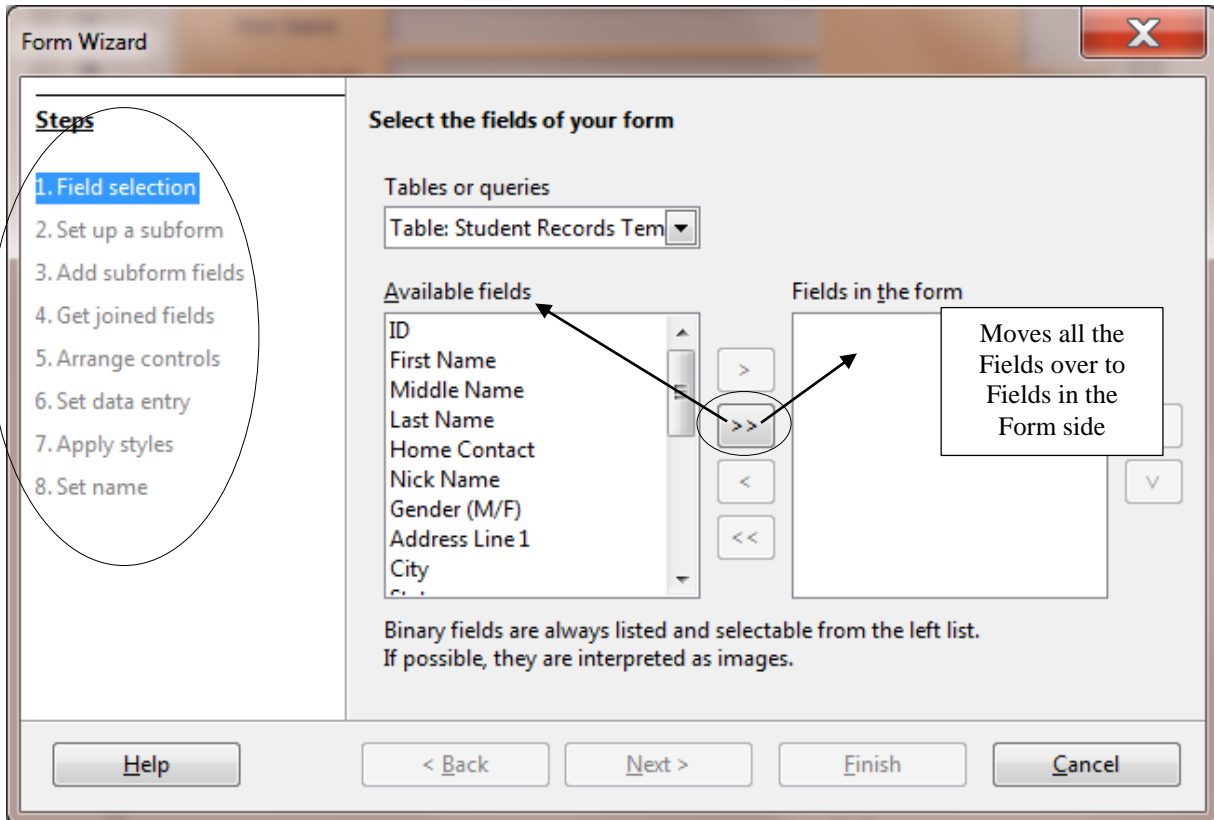 Form Wizard
Steps
1. Field selection
2. Set up a subform
3. Add subform fields
4. Get joined fields
5. Arrange controls
6. Set data entry
7. Apply styles
8. Set name
Select the fields of your form
Tables or queries
Table: Student Records Tem
Available fields
ID
First Name
Middle Name
Last Name
Home Contact
Nick Name
Gender (M/F)
Address Line 1
City
>
>>
<
<<
Fields in the form
Moves all the
Fields over to
Fields in the
Form side
Binary fields are always listed and selectable from the left list.
If possible, they are interpreted as images.
Help
< Back
Next >
Finish
Cancel